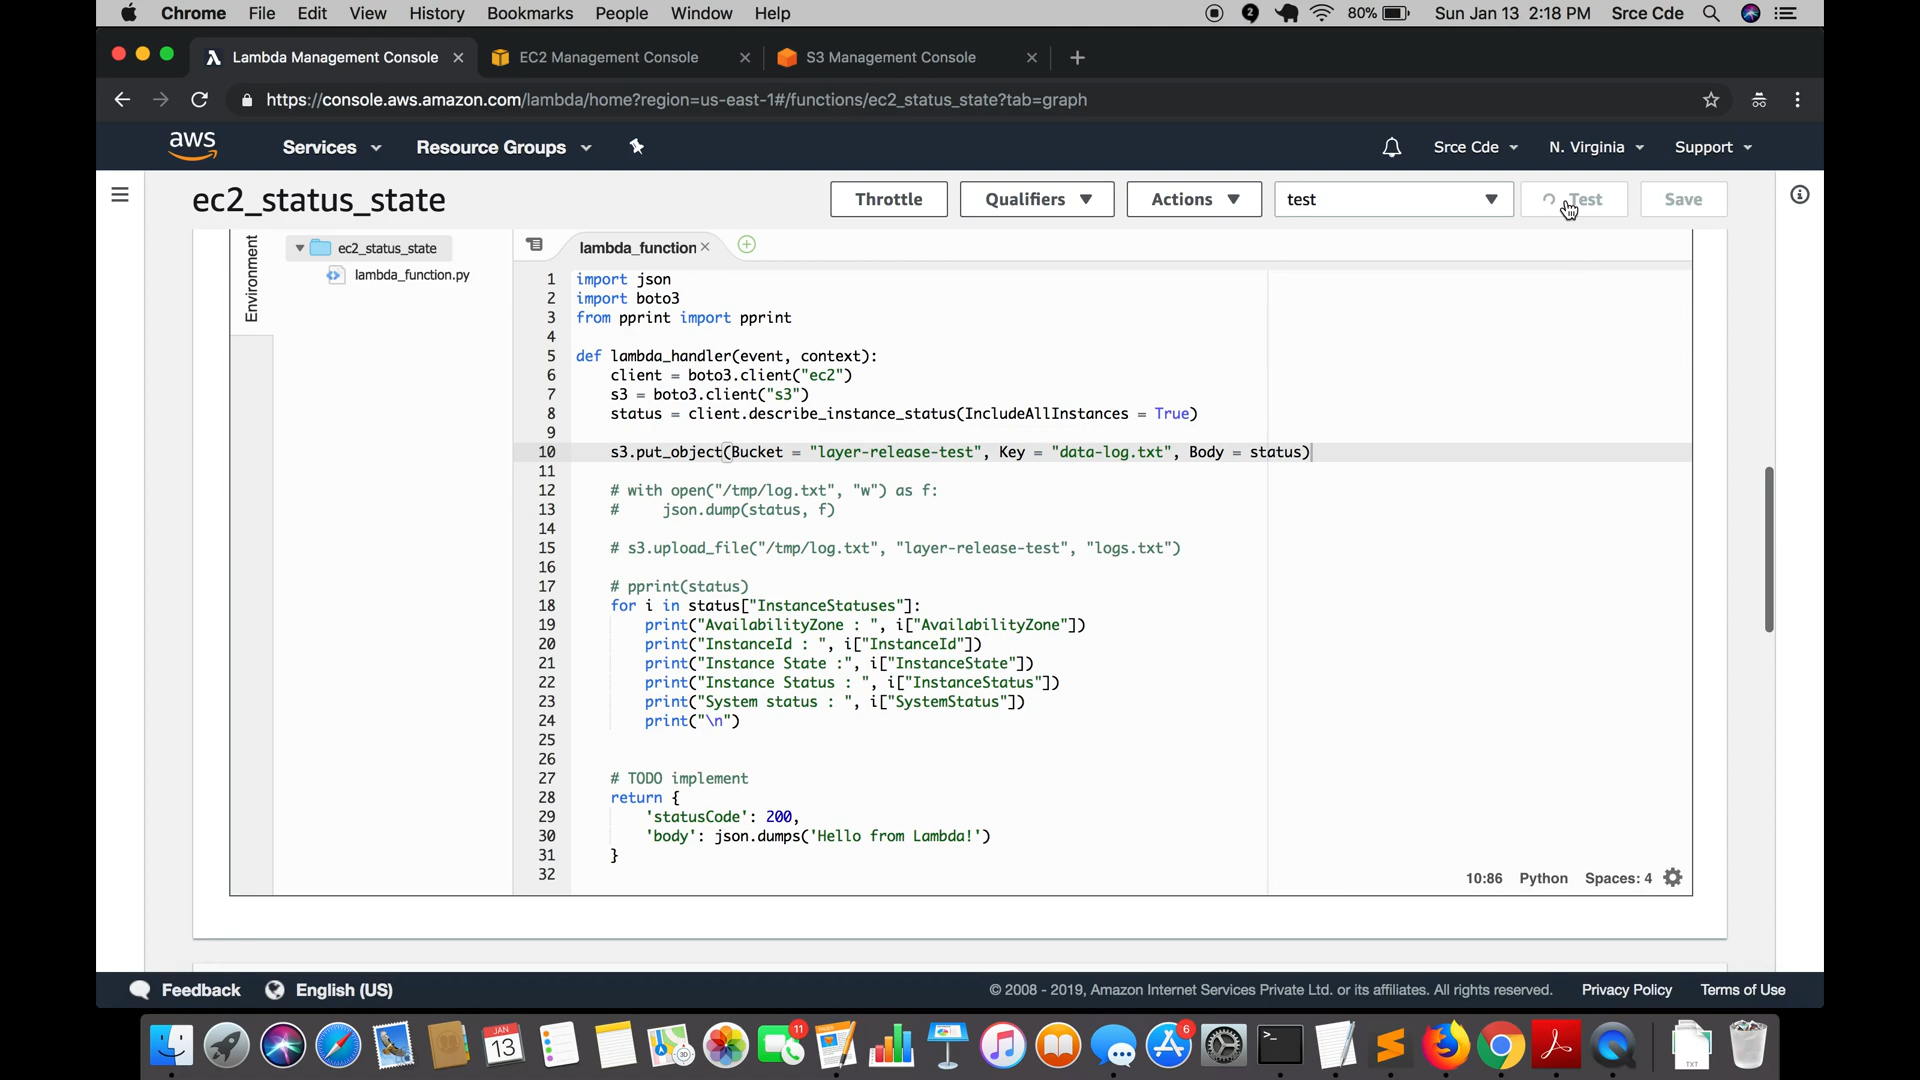 Chrome File Edit View History Bookmarks People Window Help 2 80% Sun Jan 13 2:18 PM Srce Cde
Lambda Management Console EC2 Management Console S3 Management Console
https://console.aws.amazon.com/lambda/home?region=us-east-1#/functions/ec2_status_state?tab=graph
aws Services Resource Groups Srce Cde N. Virginia Support
ec2_status_state Throttle Qualifiers Actions test Test Save
Environment
ec2_status_state
lambda_function.py
lambda_function
1 import json
2 import boto3
3 from pprint import pprint
4
5 def lambda_handler(event, context):
6 client = boto3.client("ec2")
7 s3 = boto3.client("s3")
8 status = client.describe_instance_status(IncludeAllInstances = True)
9
10 s3.put_object(Bucket = "layer-release-test", Key = "data-log.txt", Body = status)
11
12 # with open("/tmp/log.txt", "w") as f:
13 #     json.dump(status, f)
14
15 # s3.upload_file("/tmp/log.txt", "layer-release-test", "logs.txt")
16
17 # pprint(status)
18 for i in status["InstanceStatuses"]:
19 print("AvailabilityZone : ", i["AvailabilityZone"])
20 print("InstanceId : ", i["InstanceId"])
21 print("Instance State :", i["InstanceState"])
22 print("Instance Status : ", i["InstanceStatus"])
23 print("System status : ", i["SystemStatus"])
24 print("\n")
25
26
27 # TODO implement
28 return {
29 'statusCode': 200,
30 'body': json.dumps('Hello from Lambda!')
31 }
32
10:86 Python Spaces: 4
Feedback English (US) © 2008 - 2019, Amazon Internet Services Private Ltd. or its affiliates. All rights reserved. Privacy Policy Terms of Use
JAN
13
11
6
30
TXT